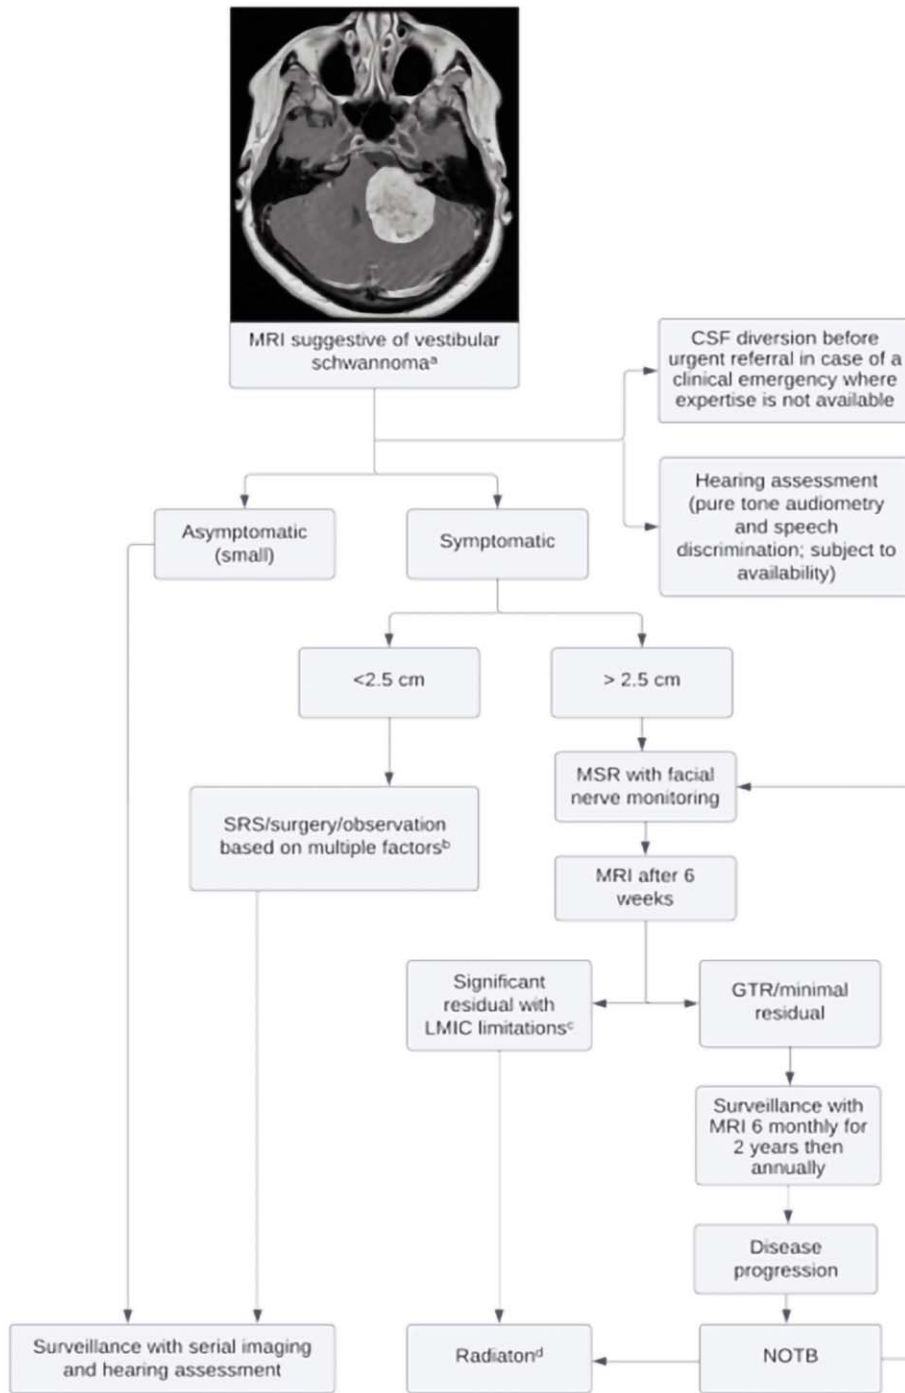 MRI suggestive of vestibular
schwannomaᵃ
CSF diversion before
urgent referral in case of a
clinical emergency where
expertise is not available
Hearing assessment
(pure tone audiometry
and speech
discrimination; subject to
availability)
Asymptomatic
(small)
Symptomatic
<2.5 cm
> 2.5 cm
MSR with facial
nerve monitoring
SRS/surgery/observation
based on multiple factorsᵇ
MRI after 6
weeks
Significant
residual with
LMIC limitationsᶜ
GTR/minimal
residual
Surveillance with
MRI 6 monthly for
2 years then
annually
Disease
progression
Surveillance with serial imaging
and hearing assessment
Radiatonᵈ
NOTB